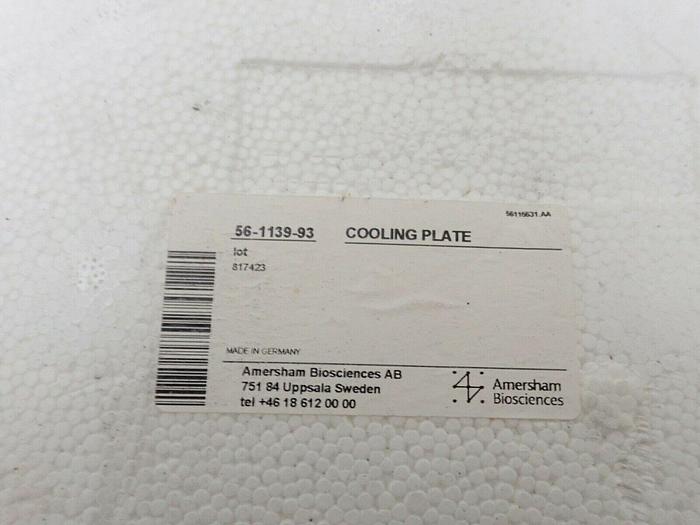 56115631.AA
56-1139-93 COOLING PLATE
lot
817423
MADE IN GERMANY
Amersham Biosciences AB
751 84 Uppsala Sweden
tel +46 18 612 00 00
Amersham
Biosciences